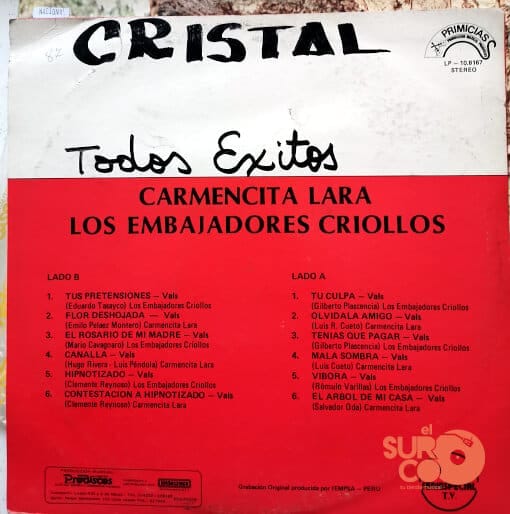 NACIONAL
87
CRISTAL
PRIMICIAS
LP — 10.8167
STEREO
Todos Exitos
CARMENCITA LARA
LOS EMBAJADORES CRIOLLOS
LADO B
1. TUS PRETENSIONES — Vals
(Eduardo Tasayco) Los Embajadores Criollos
2. FLOR DESHOJADA — Vals
(Emilio Peláez Montero) Carmencita Lara
3. EL ROSARIO DE MI MADRE — Vals
(Mario Cavagnaro) Los Embajadores Criollos
4. CANALLA — Vals
(Hugo Rivera - Luis Péndola) Carmencita Lara
5. HIPNOTIZADO — Vals
(Clemente Reynoso) Los Embajadores Criollos
6. CONTESTACION A HIPNOTIZADO — Vals
(Clemente Reynoso) Carmencita Lara
LADO A
1. TU CULPA — Vals
(Gilberto Plascencia) Los Embajadores Criollos
2. OLVIDALA AMIGO — Vals
(Luis R. Cueto) Carmencita Lara
3. TENIAS QUE PAGAR — Vals
(Gilberto Plascencia) Los Embajadores Criollos
4. MALA SOMBRA — Vals
(Luis Cueto) Carmencita Lara
5. VIBORA — Vals
(Rómulo Varillas) Los Embajadores Criollos
6. EL ARBOL DE MI CASA — Vals
(Salvador Oda) Carmencita Lara
Grabación Original producida por IEMPSA — PERU
el
SURCO
tu tienda
ESPECIAL
T.V.